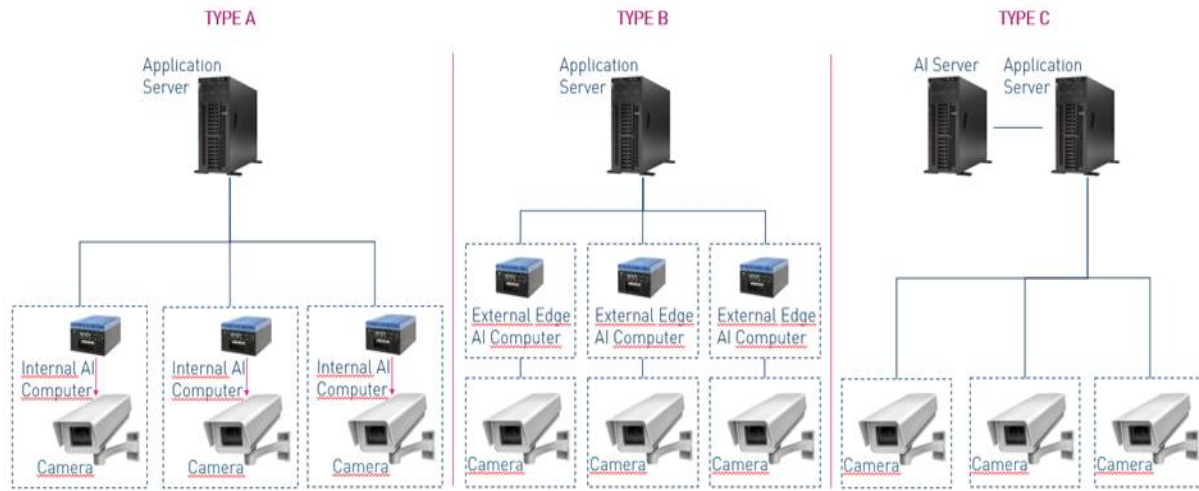 TYPE A
TYPE B
TYPE C
Application
Server
Application
Server
AI Server
Application
Server
Internal AI
Computer
Internal AI
Computer
Internal AI
Computer
External Edge
AI Computer
External Edge
AI Computer
External Edge
AI Computer
Camera
Camera
Camera
Camera
Camera
Camera
Camera
Camera
Camera